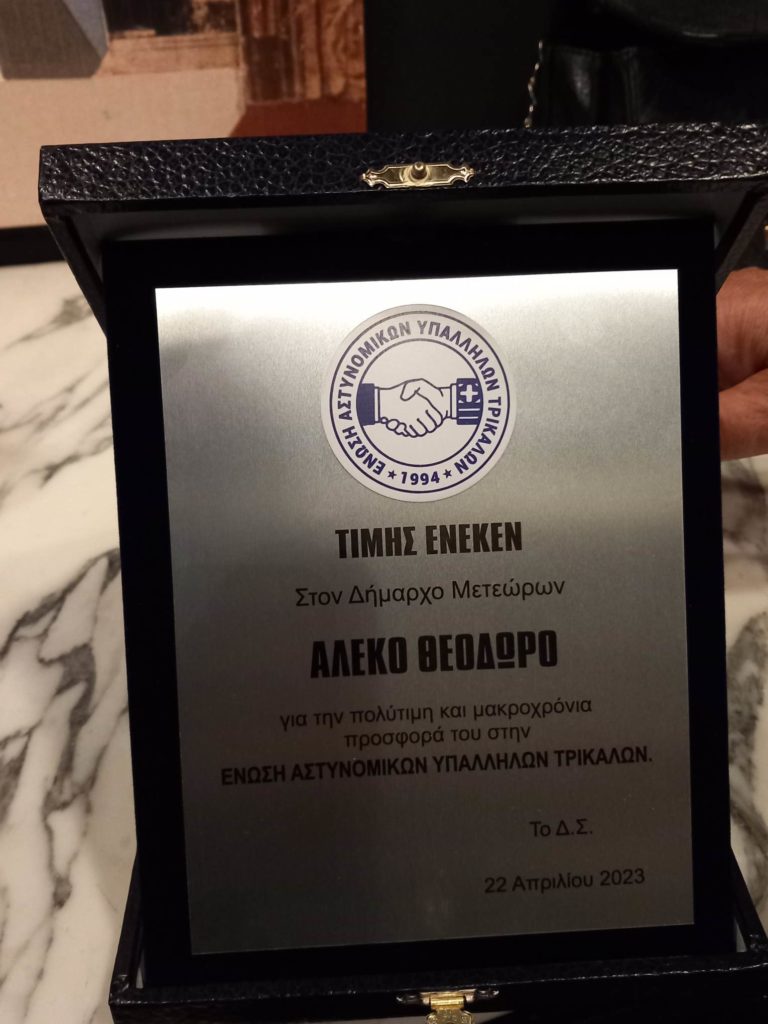 ΕΝΩΣΗ ΑΣΤΥΝΟΜΙΚΩΝ ΥΠΑΛΛΗΛΩΝ ΤΡΙΚΑΛΩΝ
★ 1994 ★
ΤΙΜΗΣ ΕΝΕΚΕΝ
Στον Δήμαρχο Μετεώρων
ΑΛΕΚΟ ΘΕΟΔΩΡΟ
για την πολύτιμη και μακροχρόνια
προσφορά του στην
ΕΝΩΣΗ ΑΣΤΥΝΟΜΙΚΩΝ ΥΠΑΛΛΗΛΩΝ ΤΡΙΚΑΛΩΝ.
Το Δ.Σ.
22 Απριλίου 2023